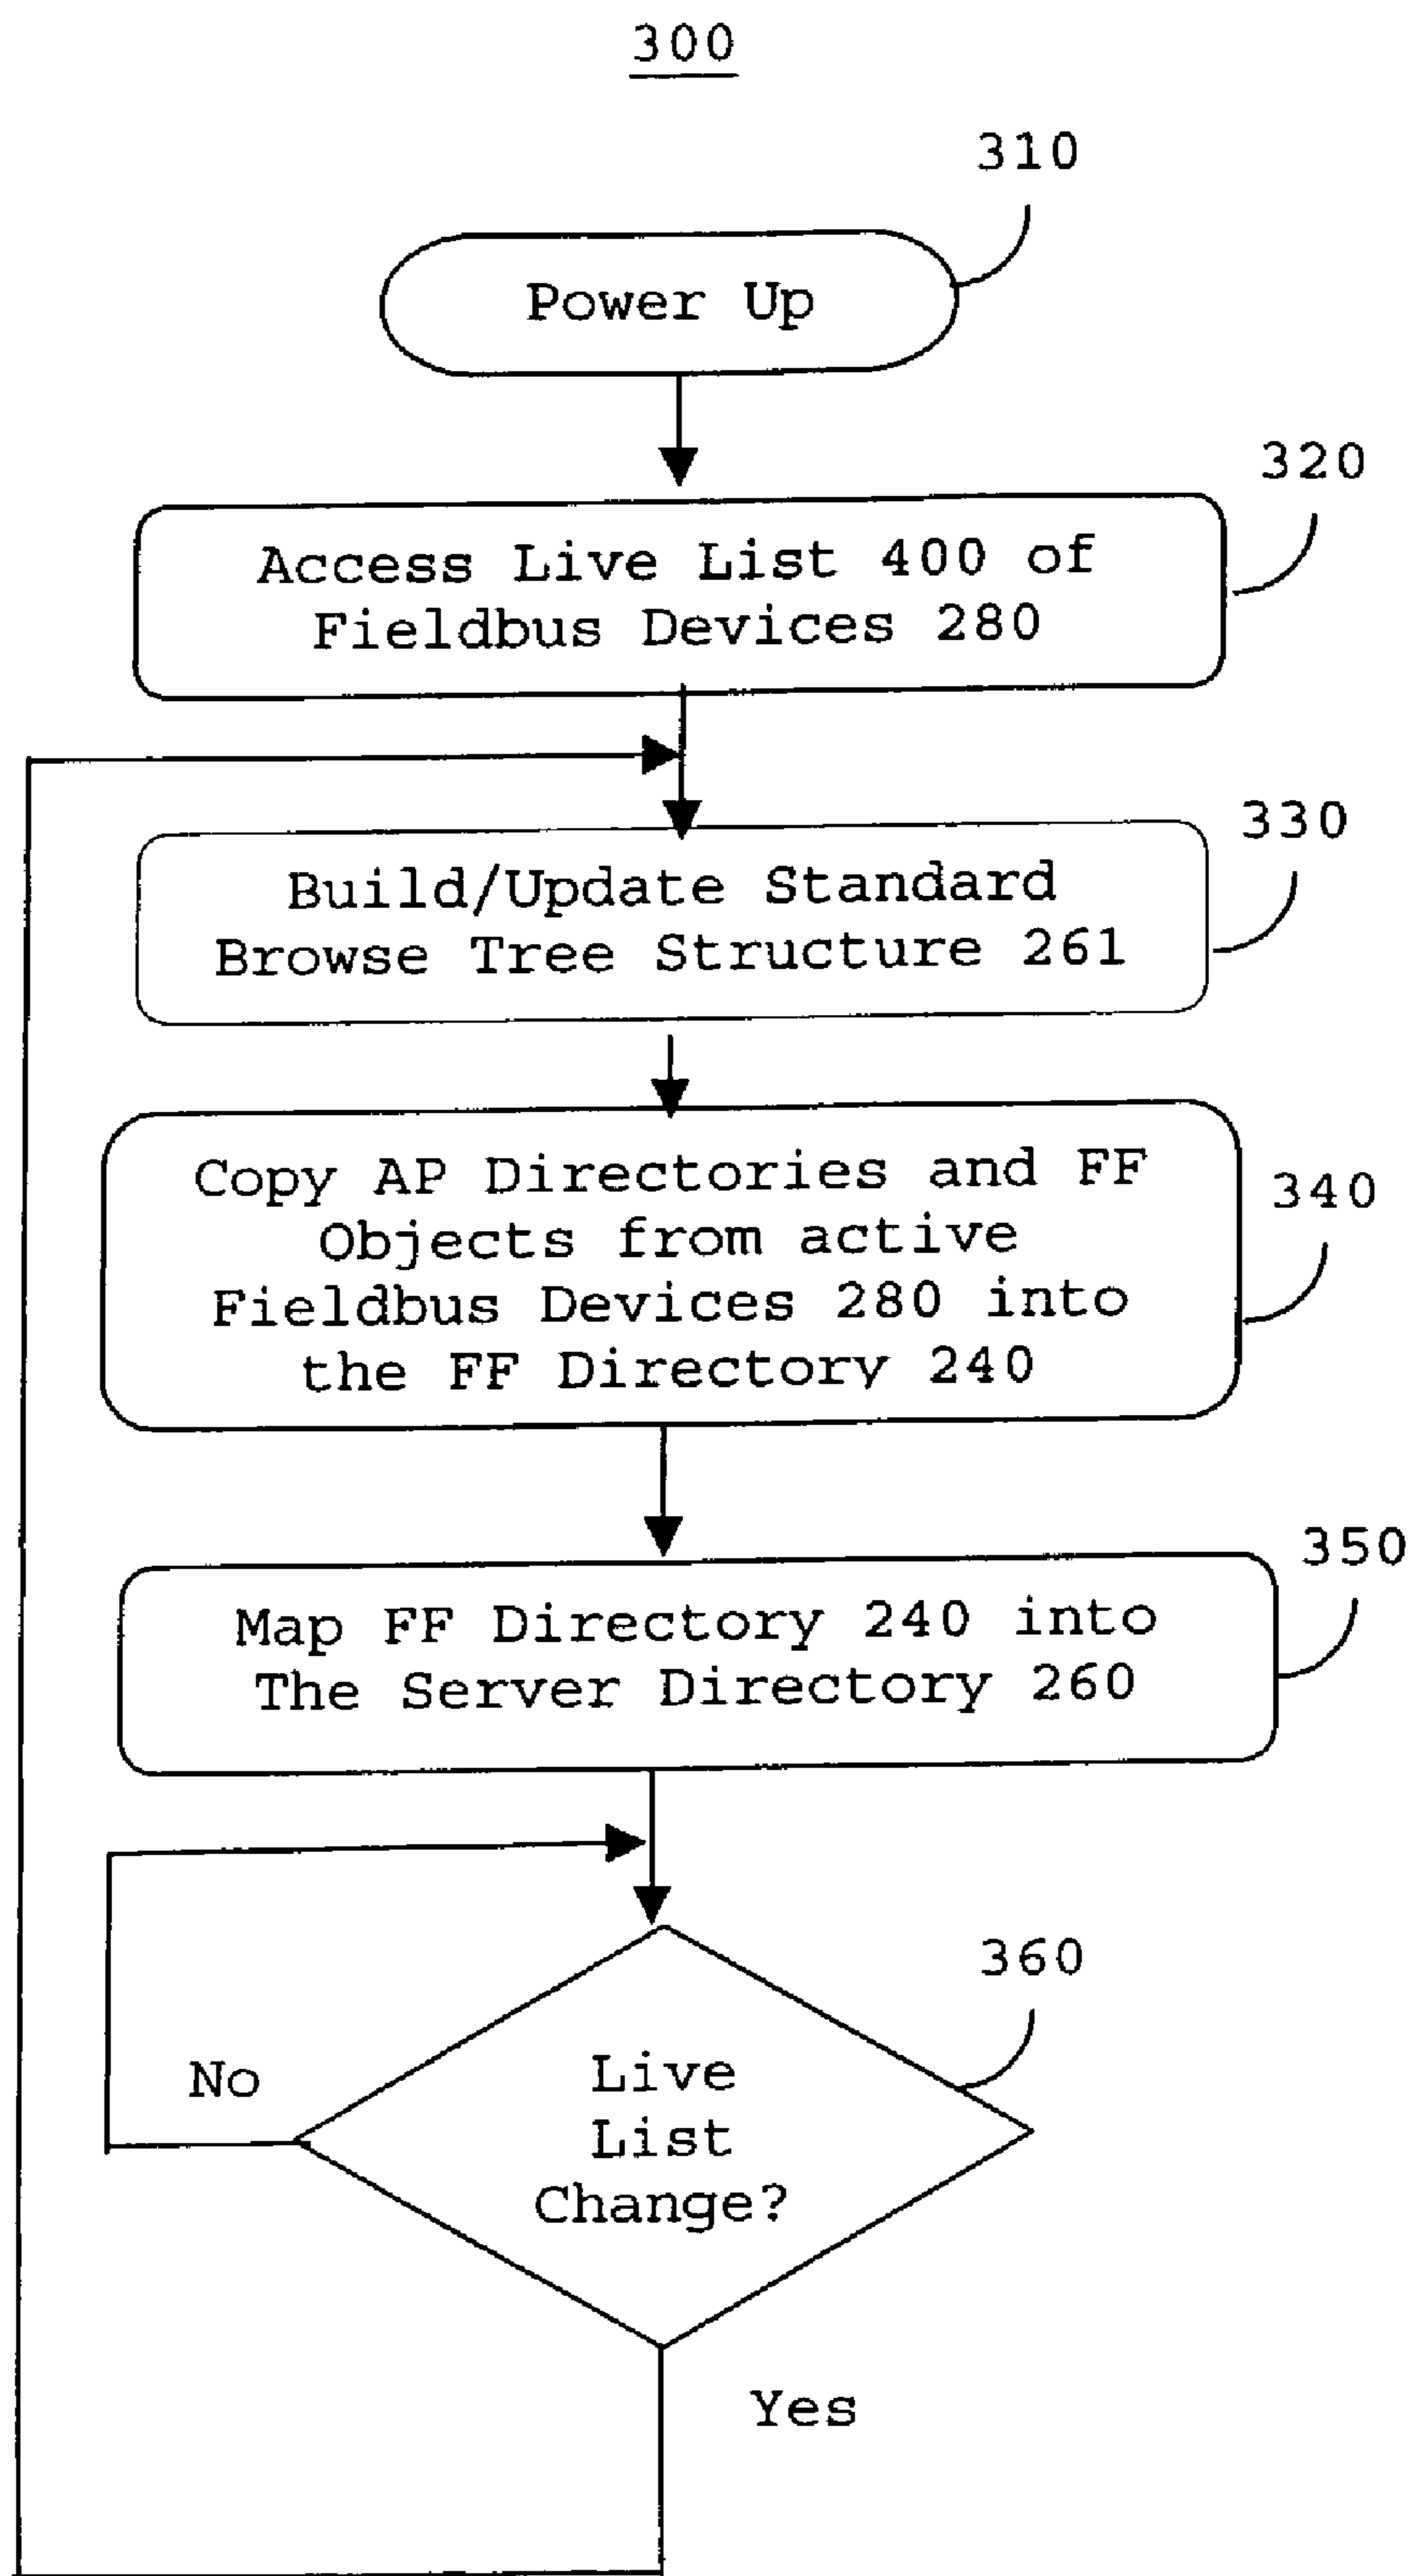 300
310
Power Up
320
Access Live List 400 of
Fieldbus Devices 280
330
Build/Update Standard
Browse Tree Structure 261
340
Copy AP Directories and FF
Objects from active
Fieldbus Devices 280 into
the FF Directory 240
350
Map FF Directory 240 into
The Server Directory 260
360
Live
List
Change?
No
Yes